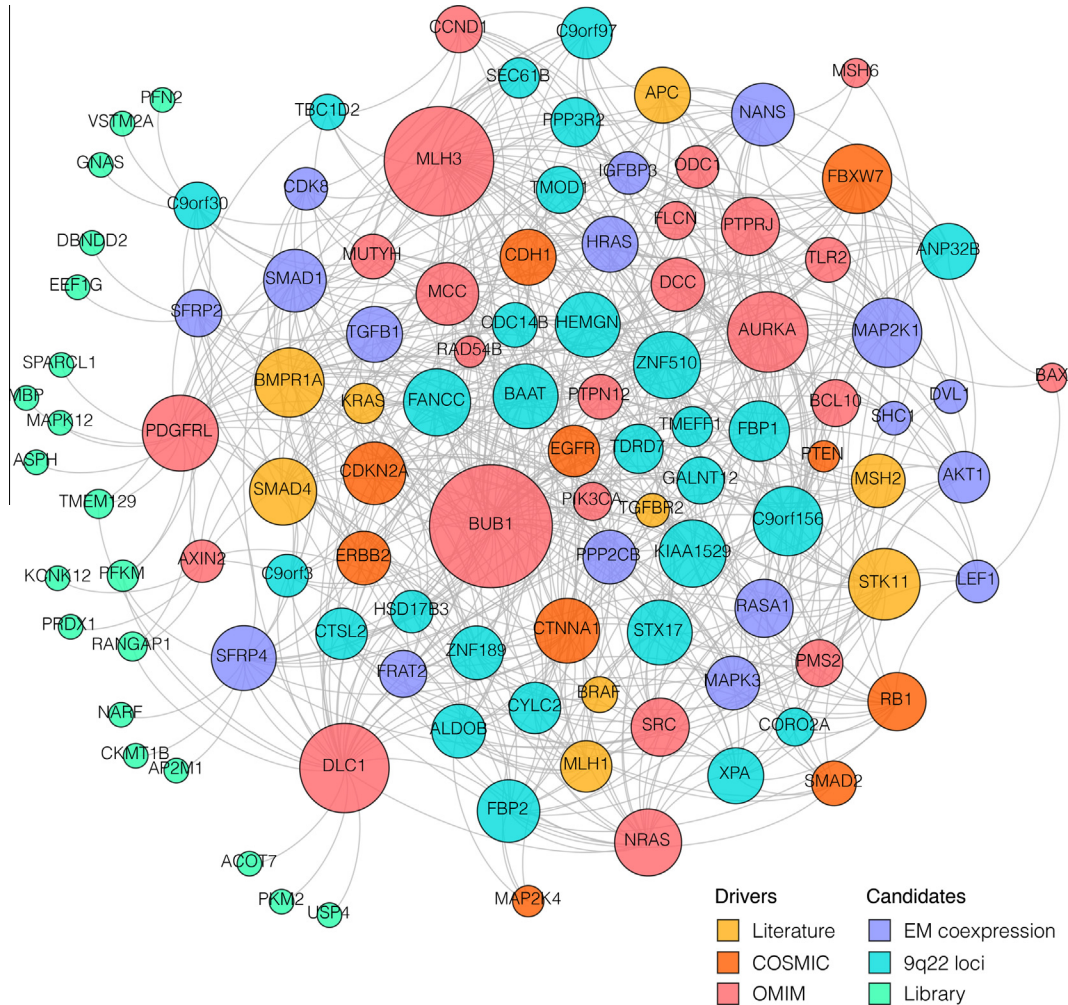 CCND1
C9orf97
MSH6
SEC61B
PFN2
APC
NANS
TBC1D2
VSTM2A
PPP3R2
GNAS
MLH3
IGFBP3
ODC1
FBXW7
CDK8
TMOD1
C9orf30
FLCN
PTPRJ
DBNDD2
HRAS
ANP32B
MUTYH
CDH1
TLR2
EEF1G
SMAD1
MCC
DCC
SFRP2
TGFB1
CDC14B
HEMGN
AURKA
MAP2K1
RAD54B
SPARCL1
ZNF510
BAX
BMPR1A
MBP
KRAS
FANCC
BAAT
PTPN12
BCL10
DVL1
MAPK12
SHC1
PDGFRL
TMEFF1
FBP1
EGFR
TDRD7
PTEN
ASPH
CDKN2A
GALNT12
MSH2
AKT1
SMAD4
TMEM129
PIK3CA
TGFBR2
BUB1
C9orf156
AXIN2
ERBB2
PPP2CB
KIAA1529
KCNK12
PFKM
C9orf3
STK11
LEF1
HSD17B3
RASA1
PRDX1
RANGAP1
CTSL2
CTNNA1
STX17
SFRP4
ZNF189
PMS2
FRAT2
MAPK3
BRAF
RB1
NARF
CYLC2
ALDOB
SRC
CORO2A
CKMT1B
AP2M1
DLC1
MLH1
XPA
SMAD2
FBP2
NRAS
ACOT7
PKM2
USP4
MAP2K4
Drivers
Candidates
Literature
EM coexpression
COSMIC
9q22 loci
OMIM
Library